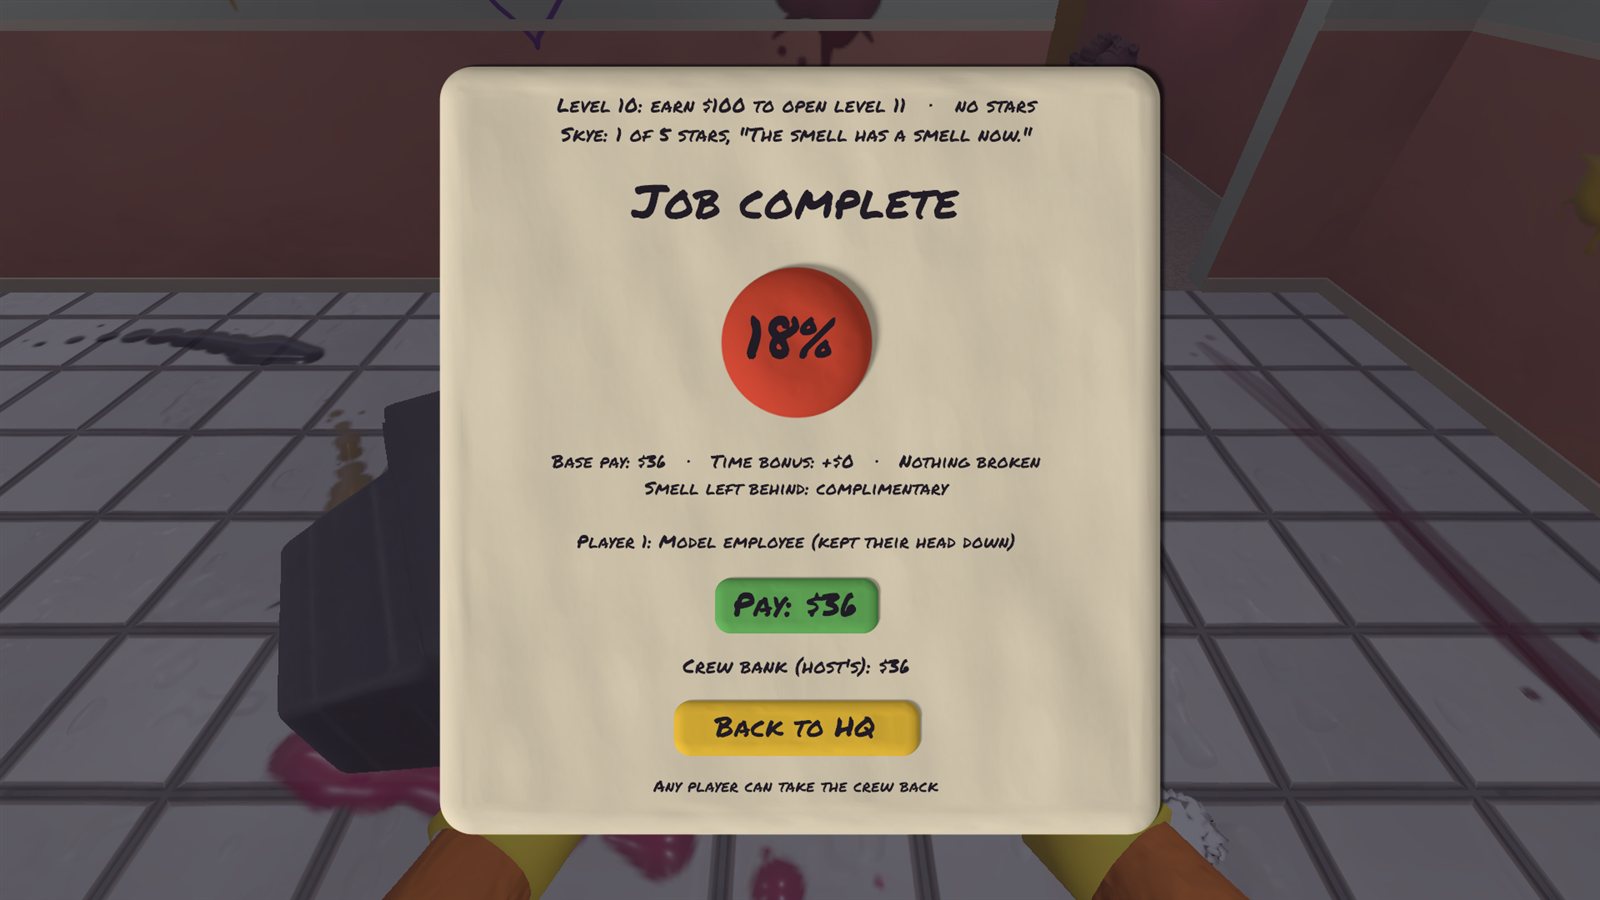 Level 10: earn $100 to open level 11 · no stars
Skye: 1 of 5 stars, "The smell has a smell now."
Job complete
18%
Base pay: $36 · Time bonus: +$0 · Nothing broken
Smell left behind: complimentary
Player 1: Model employee (kept their head down)
Pay: $36
Crew bank (host's): $36
Back to HQ
Any player can take the crew back